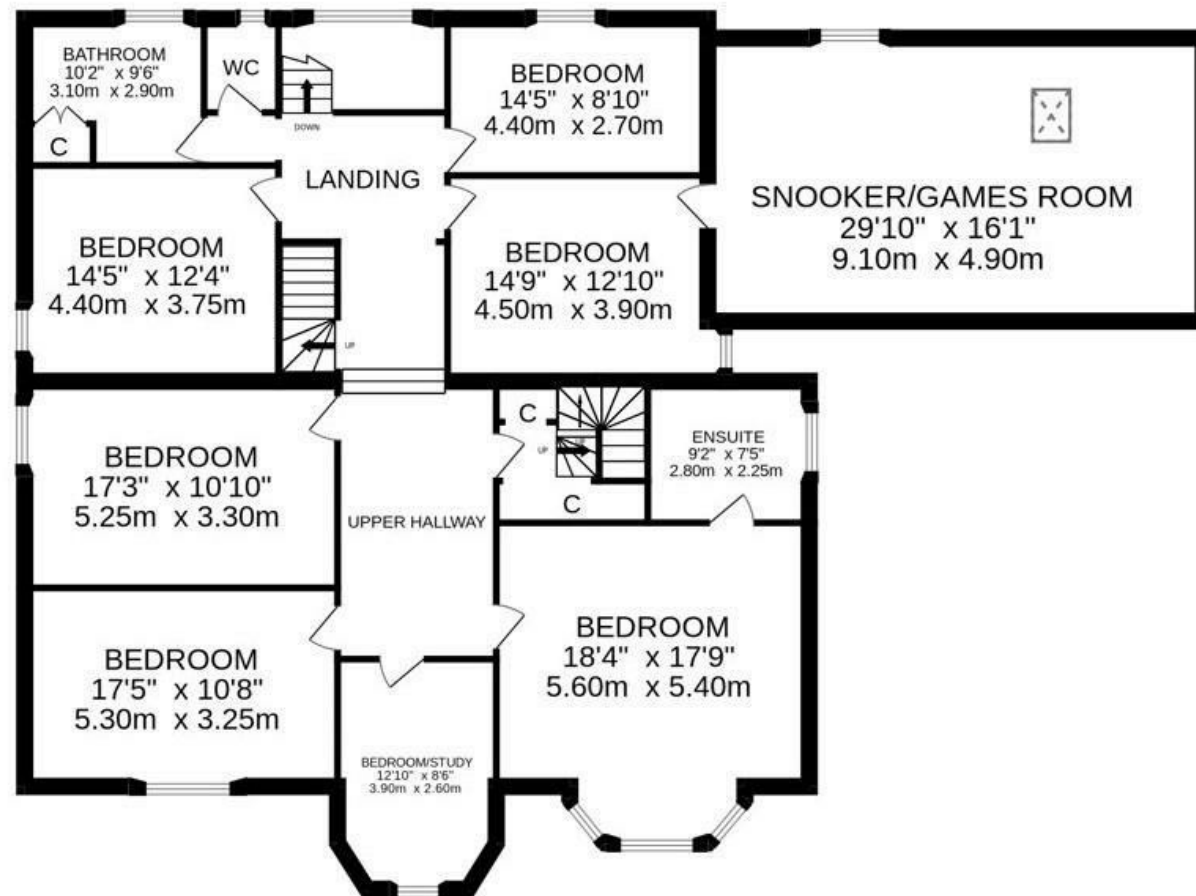 BATHROOM
10'2" x 9'6"
3.10m x 2.90m
C
WC
DOWN
LANDING
BEDROOM
14'5" x 8'10"
4.40m x 2.70m
SNOOKER/GAMES ROOM
29'10" x 16'1"
9.10m x 4.90m
BEDROOM
14'5" x 12'4"
4.40m x 3.75m
UP
BEDROOM
14'9" x 12'10"
4.50m x 3.90m
BEDROOM
17'3" x 10'10"
5.25m x 3.30m
UPPER HALLWAY
C
UP
UP
C
ENSUITE
9'2" x 7'5"
2.80m x 2.25m
BEDROOM
17'5" x 10'8"
5.30m x 3.25m
BEDROOM/STUDY
12'10" x 8'6"
3.90m x 2.60m
BEDROOM
18'4" x 17'9"
5.60m x 5.40m